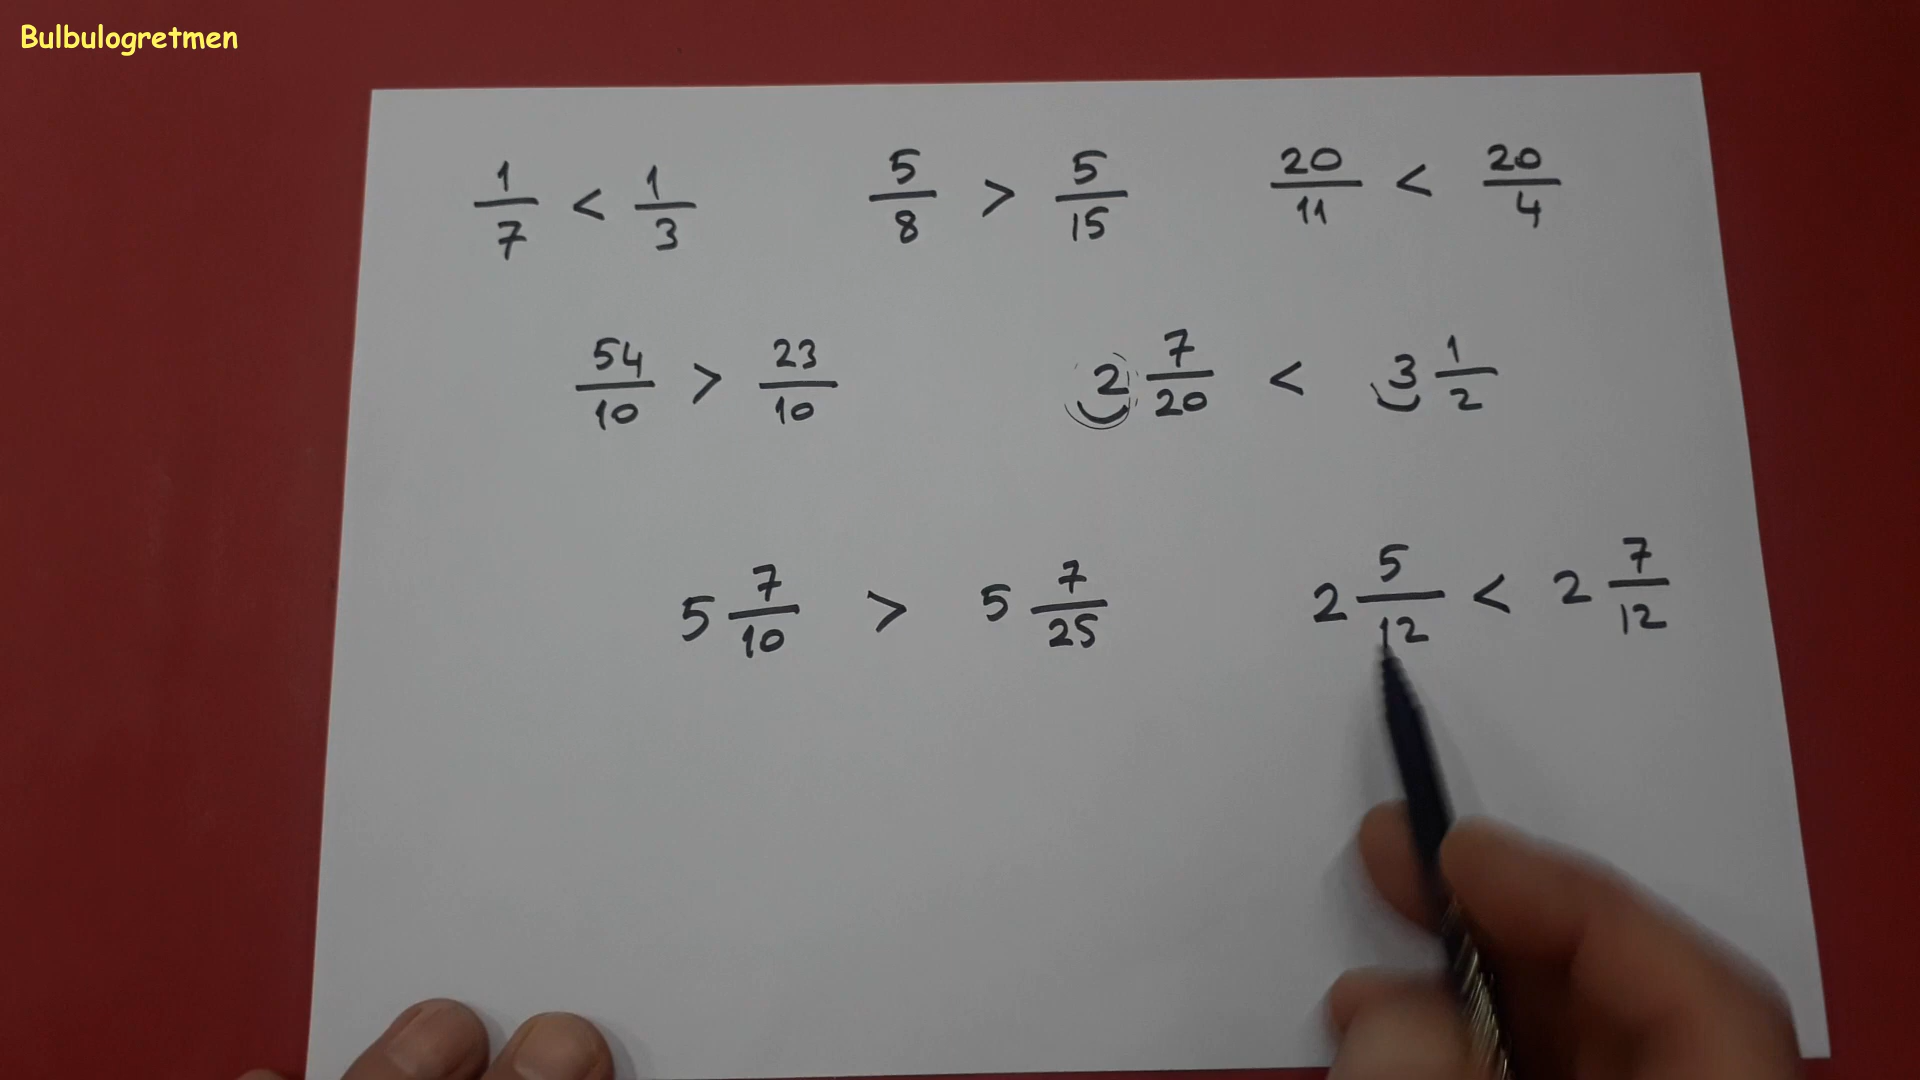 Bulbulogretmen
1/7 < 1/3 5/8 > 5/15 20/11 < 20/4
54/10 > 23/10 2 7/20 < 3 1/2
5 7/10 > 5 7/25 2 5/12 < 2 7/12